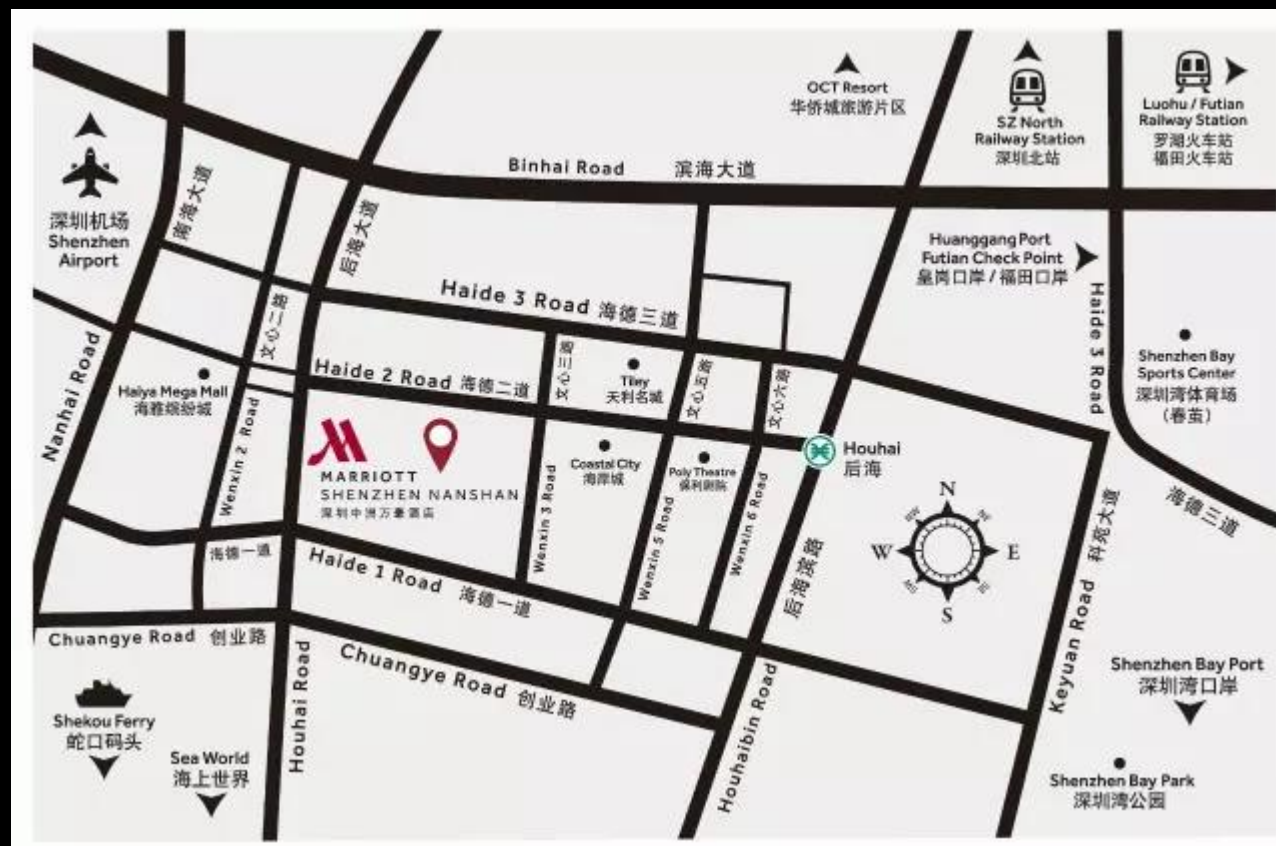 OCT Resort
华侨城旅游片区
SZ North
Railway Station
深圳北站
Luohu / Futian
Railway Station
罗湖火车站
福田火车站
Binhai Road 滨海大道
深圳机场
Shenzhen
Airport
南海大道
后海大道
Huanggang Port
Futian Check Point
皇岗口岸 / 福田口岸
Haide 3 Road 海德三道
Haide 3 Road
海德三道
Nanhai Road
文心二路
Haiya Mega Mall
海雅缤纷城
Wenxin 2 Road
Haide 2 Road 海德二道
文心三路
Tiley
天利名城
文心五路
文心六路
Shenzhen Bay
Sports Center
深圳湾体育场
(春茧)
MARRIOTT
SHENZHEN NANSHAN
深圳中洲万豪酒店
Wenxin 3 Road
Coastal City
海岸城
Poly Theatre
保利剧院
Wenxin 5 Road
Wenxin 6 Road
Houhai
后海
N
NE
E
SE
S
SW
W
NW
后海滨路
Keyuan Road 科苑大道
海德一道
Haide 1 Road 海德一道
Chuangye Road 创业路
Chuangye Road 创业路
Houhai Road
Houhaibin Road
Shekou Ferry
蛇口码头
Sea World
海上世界
Shenzhen Bay Port
深圳湾口岸
Shenzhen Bay Park
深圳湾公园